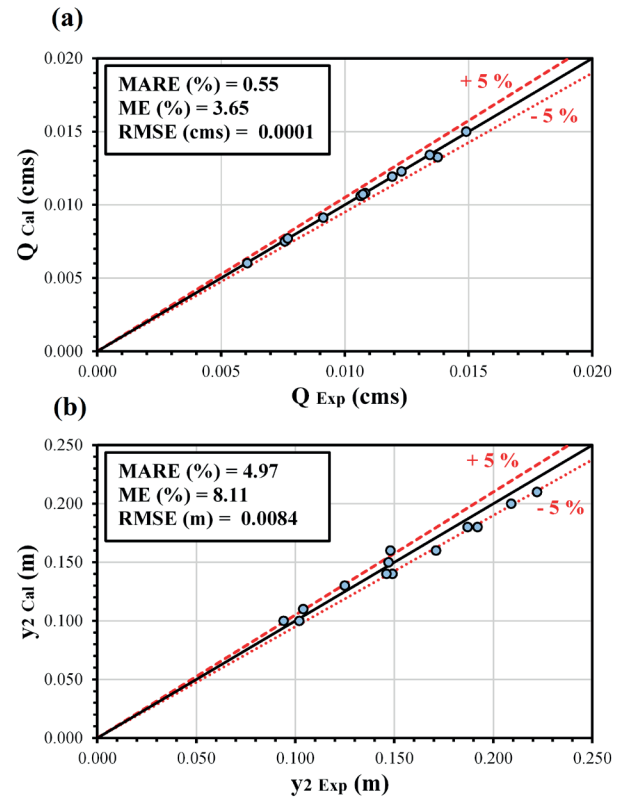 (a)
0.020
MARE (%) = 0.55
ME (%) = 3.65
RMSE (cms) = 0.0001
+ 5 %
- 5 %
0.015
0.010
0.005
0.000
Q Cal (cms)
0.000 0.005 0.010 0.015 0.020
Q Exp (cms)
(b)
0.250
MARE (%) = 4.97
ME (%) = 8.11
RMSE (m) = 0.0084
+ 5 %
- 5 %
0.200
0.150
0.100
0.050
0.000
y2 Cal (m)
0.000 0.050 0.100 0.150 0.200 0.250
y2 Exp (m)